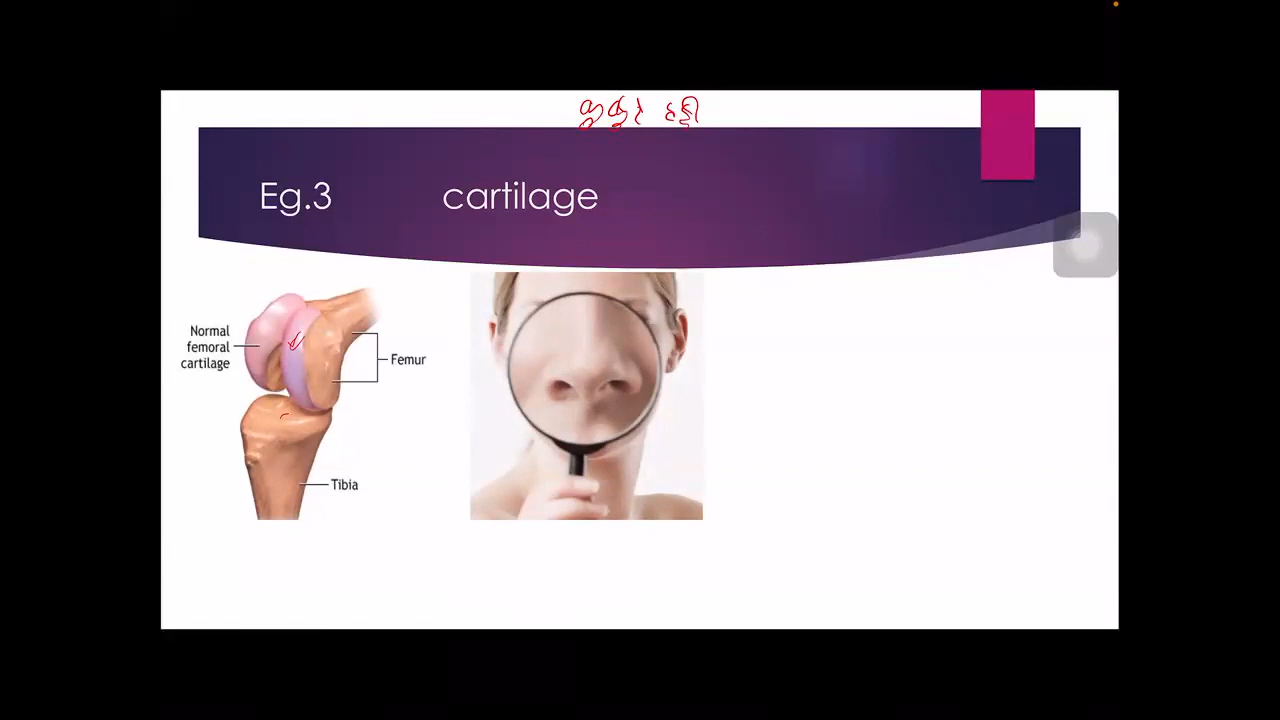 Eg.3 cartilage
Normal
femoral
cartilage
Femur
Tibia